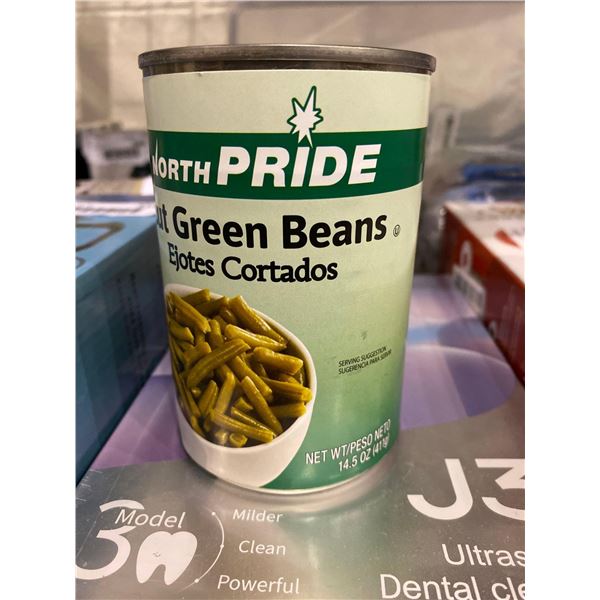 NORTH PRIDE
ut Green Beans U
Ejotes Cortados
SERVING SUGGESTION
SUGERENCIA PARA SERVIR
NET WT/PESO NETO
14.5 OZ (411g)
3 Model
Milder
Clean
Powerful
J3
Ultras
Dental cle